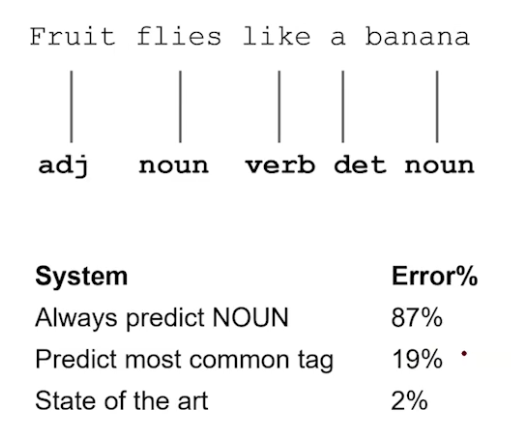 Fruit flies like a banana
adj noun verb det noun
System Error%
Always predict NOUN 87%
Predict most common tag 19%
State of the art 2%